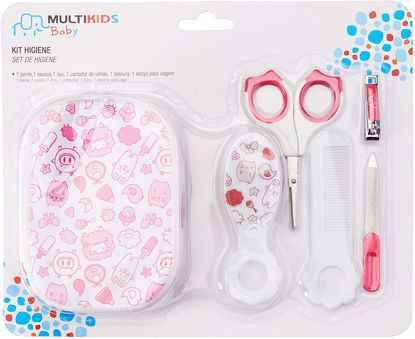 MULTIKIDS
Baby
KIT HIGIENE
SET DE HIGIENE
1 pente, 1 escova, 1 lixa, 1 cortador de unhas, 1 tesoura, 1 estojo para viagem